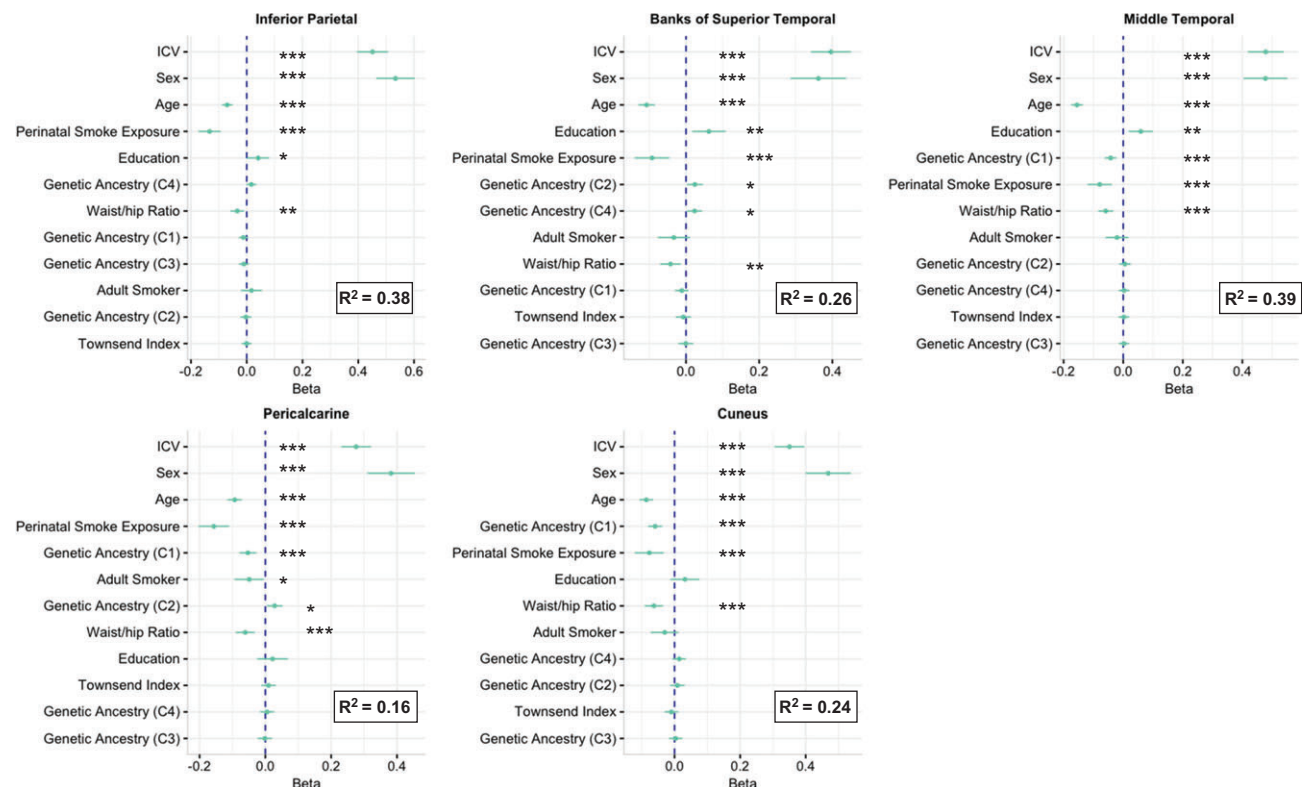 Inferior Parietal
ICV ***
Sex ***
Age ***
Perinatal Smoke Exposure ***
Education *
Genetic Ancestry (C4)
Waist/hip Ratio **
Genetic Ancestry (C1)
Genetic Ancestry (C3)
Adult Smoker
Genetic Ancestry (C2)
Townsend Index
R² = 0.38
-0.2 0.0 0.2 0.4 0.6
Beta
Banks of Superior Temporal
ICV ***
Sex ***
Age ***
Education **
Perinatal Smoke Exposure ***
Genetic Ancestry (C2) *
Genetic Ancestry (C4) *
Adult Smoker
Waist/hip Ratio **
Genetic Ancestry (C1)
Townsend Index
Genetic Ancestry (C3)
R² = 0.26
0.0 0.2 0.4
Beta
Middle Temporal
ICV ***
Sex ***
Age ***
Education **
Genetic Ancestry (C1) ***
Perinatal Smoke Exposure ***
Waist/hip Ratio ***
Adult Smoker
Genetic Ancestry (C2)
Genetic Ancestry (C4)
Townsend Index
Genetic Ancestry (C3)
R² = 0.39
-0.2 0.0 0.2 0.4
Beta
Pericalcarine
ICV ***
Sex ***
Age ***
Perinatal Smoke Exposure ***
Genetic Ancestry (C1) ***
Adult Smoker *
Genetic Ancestry (C2) *
Waist/hip Ratio ***
Education
Townsend Index
Genetic Ancestry (C4)
Genetic Ancestry (C3)
R² = 0.16
-0.2 0.0 0.2 0.4
Beta
Cuneus
ICV ***
Sex ***
Age ***
Genetic Ancestry (C1) ***
Perinatal Smoke Exposure ***
Education
Waist/hip Ratio ***
Adult Smoker
Genetic Ancestry (C4)
Genetic Ancestry (C2)
Townsend Index
Genetic Ancestry (C3)
R² = 0.24
0.0 0.2 0.4
Beta